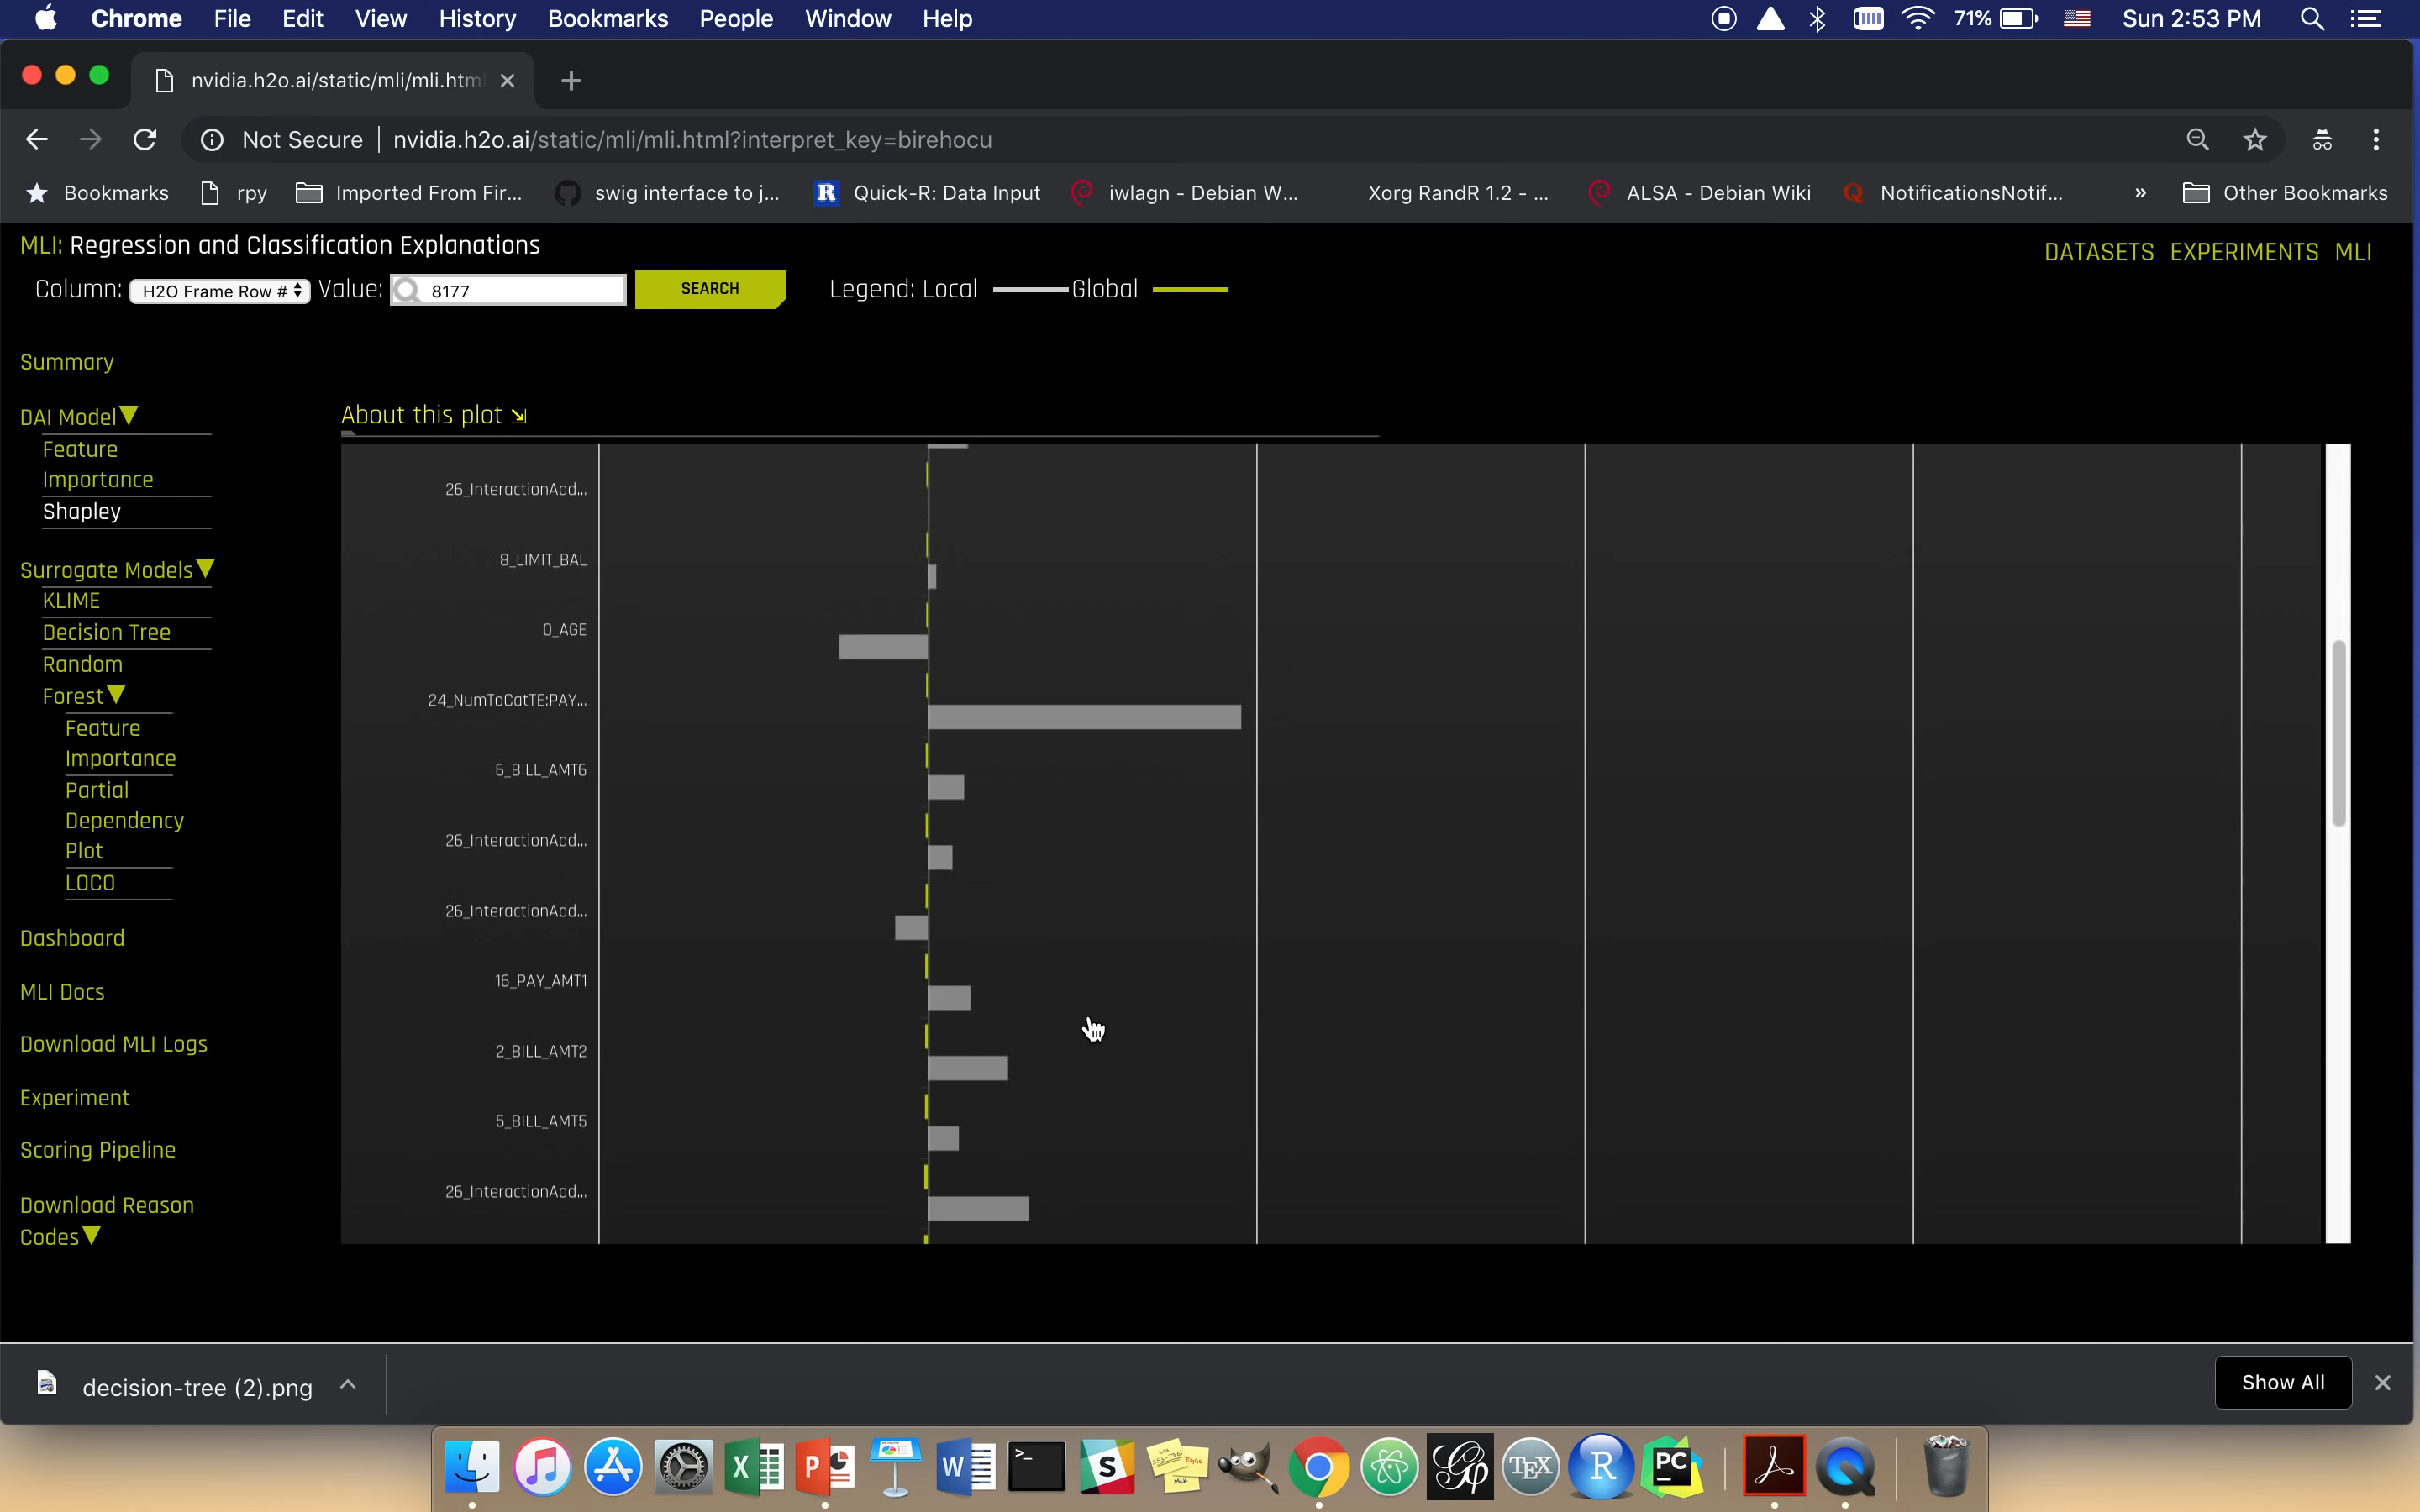 Chrome File Edit View History Bookmarks People Window Help 71% Sun 2:53 PM
nvidia.h2o.ai/static/mli/mli.htm
Not Secure nvidia.h2o.ai/static/mli/mli.html?interpret_key=birehocu
Bookmarks rpy Imported From Fir... swig interface to j... R Quick-R: Data Input iwlagn - Debian W... Xorg RandR 1.2 - ... ALSA - Debian Wiki Q NotificationsNotif... » Other Bookmarks
MLI: Regression and Classification Explanations DATASETS EXPERIMENTS MLI
Column: H2O Frame Row # Value: 8177 SEARCH Legend: Local Global
Summary
DAI Model
Feature
Importance
Shapley
Surrogate Models
KLIME
Decision Tree
Random
Forest
Feature
Importance
Partial
Dependency
Plot
LOCO
Dashboard
MLI Docs
Download MLI Logs
Experiment
Scoring Pipeline
Download Reason
Codes
About this plot
26_InteractionAdd...
8_LIMIT_BAL
0_AGE
24_NumToCatTE:PAY...
6_BILL_AMT6
26_InteractionAdd...
26_InteractionAdd...
16_PAY_AMT1
2_BILL_AMT2
5_BILL_AMT5
26_InteractionAdd...
decision-tree (2).png Show All
X P W >_ S TEX R PC